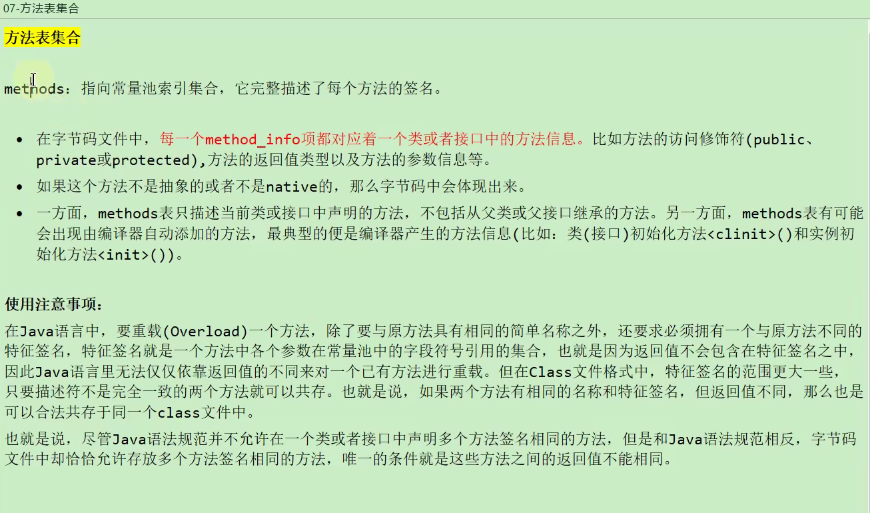 07-方法表集合
方法表集合
methods: 指向常量池索引集合，它完整描述了每个方法的签名。
• 在字节码文件中，每一个method_info项都对应着一个类或者接口中的方法信息。比如方法的访问修饰符(public、
private或protected),方法的返回值类型以及方法的参数信息等。
• 如果这个方法不是抽象的或者不是native的，那么字节码中会体现出来。
• 一方面，methods表只描述当前类或接口中声明的方法，不包括从父类或父接口继承的方法。另一方面，methods表有可能
会出现由编译器自动添加的方法，最典型的便是编译器产生的方法信息(比如：类(接口)初始化方法<clinit>()和实例初
始化方法<init>())。
使用注意事项：
在Java语言中，要重载(Overload)一个方法，除了要与原方法具有相同的简单名称之外，还要求必须拥有一个与原方法不同的
特征签名，特征签名就是一个方法中各个参数在常量池中的字段符号引用的集合，也就是因为返回值不会包含在特征签名之中，
因此Java语言里无法仅仅依靠返回值的不同来对一个已有方法进行重载。但在Class文件格式中，特征签名的范围更大一些，
只要描述符不是完全一致的两个方法就可以共存。也就是说，如果两个方法有相同的名称和特征签名，但返回值不同，那么也是
可以合法共存于同一个class文件中。
也就是说，尽管Java语法规范并不允许在一个类或者接口中声明多个方法签名相同的方法，但是和Java语法规范相反，字节码
文件中却恰恰允许存放多个方法签名相同的方法，唯一的条件就是这些方法之间的返回值不能相同。